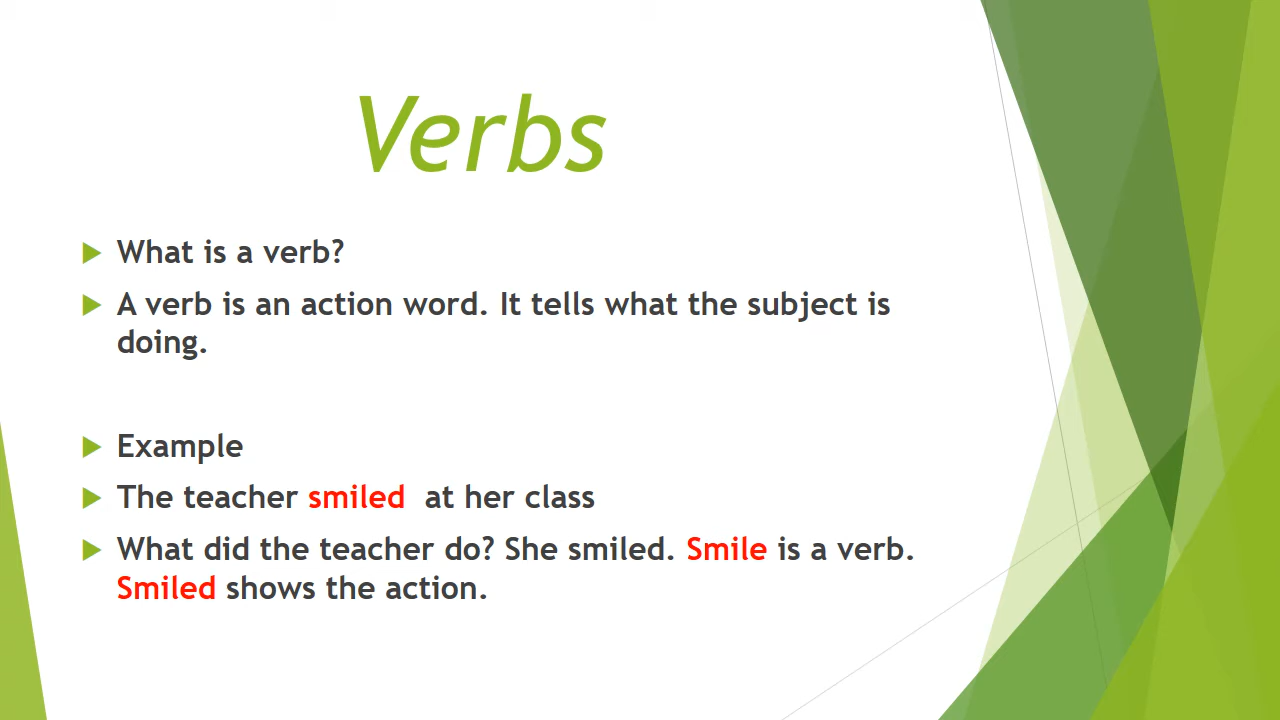 Verbs
What is a verb?
A verb is an action word. It tells what the subject is
doing.
Example
The teacher smiled at her class
What did the teacher do? She smiled. Smile is a verb.
Smiled shows the action.